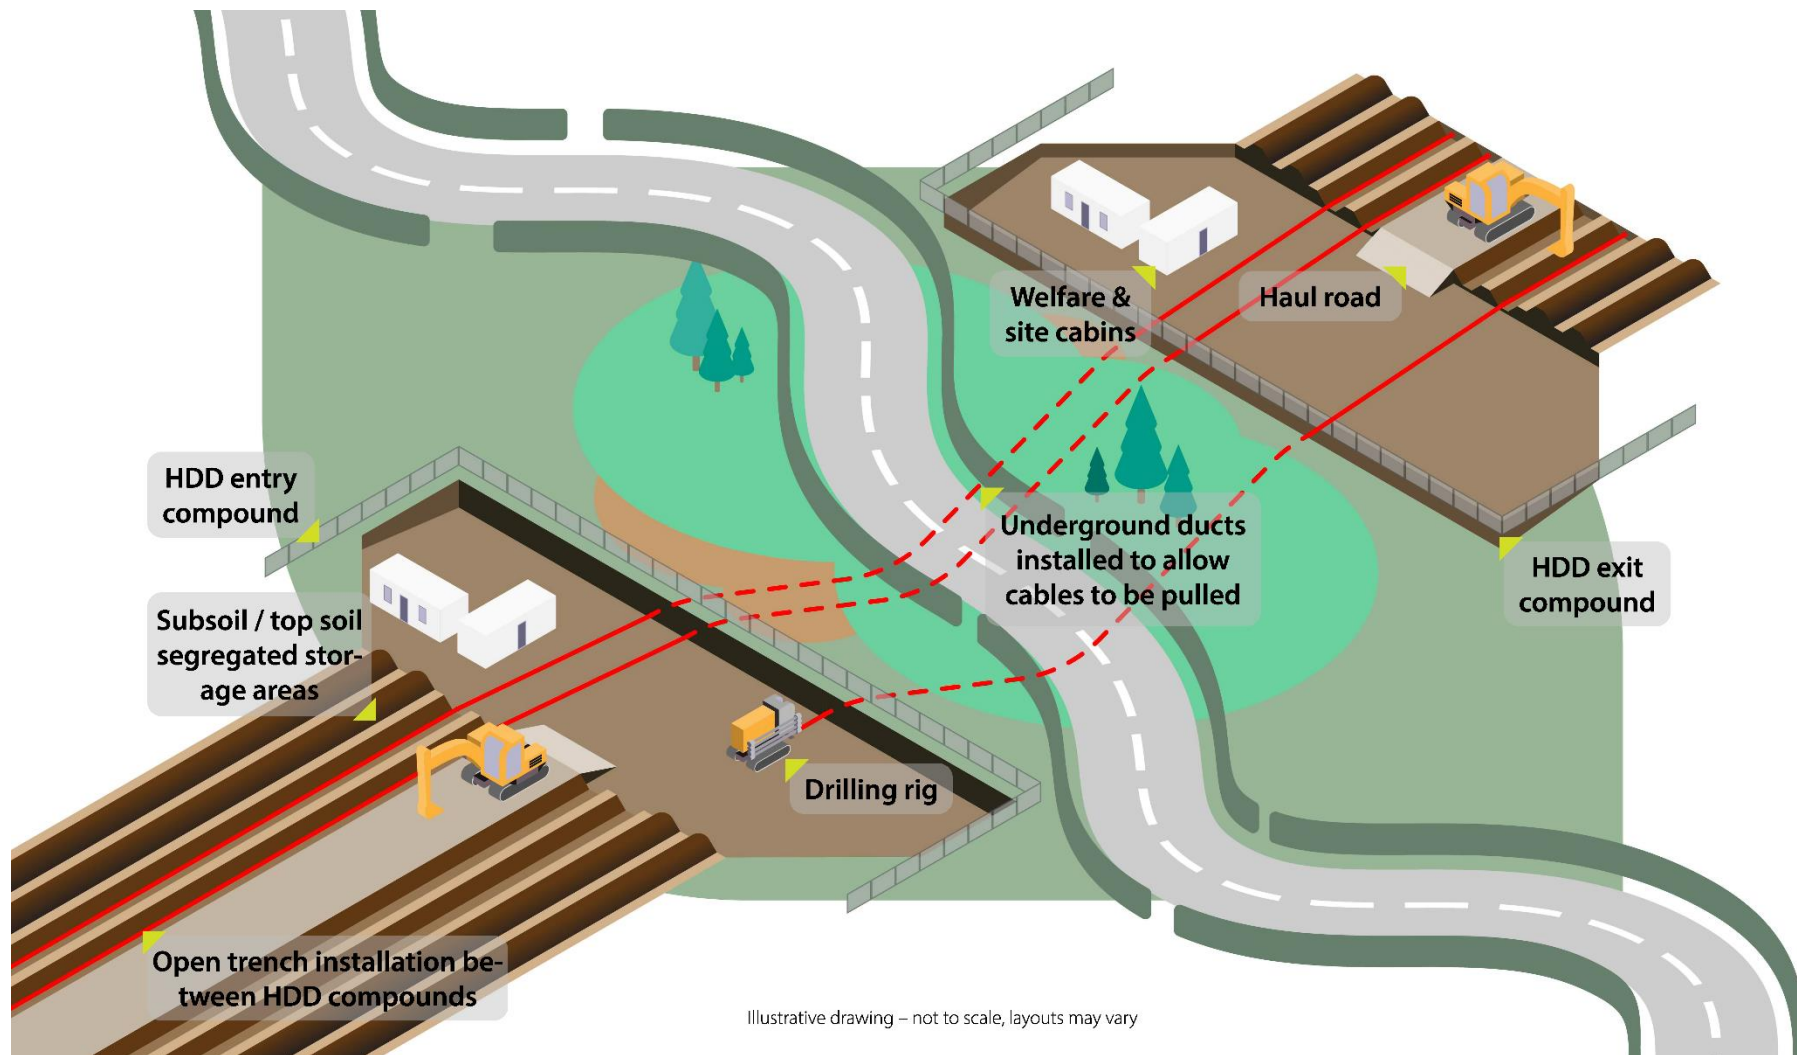 Welfare &
site cabins
Haul road
HDD entry
compound
Underground ducts
installed to allow
cables to be pulled
HDD exit
compound
Subsoil / top soil
segregated stor-
age areas
Drilling rig
Open trench installation be-
tween HDD compounds
Illustrative drawing – not to scale, layouts may vary